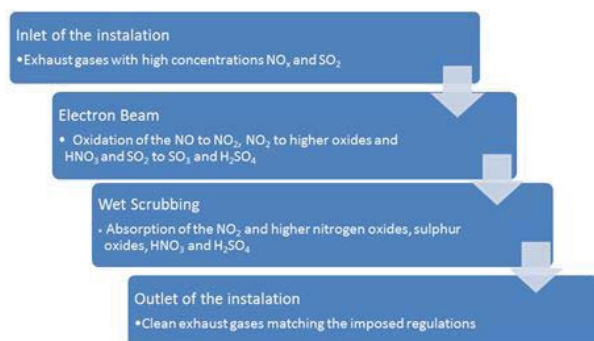 Inlet of the instalation
•Exhaust gases with high concentrations NOₓ and SO₂
Electron Beam
• Oxidation of the NO to NO₂, NO₂ to higher oxides and
HNO₃ and SO₂ to SO₃ and H₂SO₄
Wet Scrubbing
• Absorption of the NO₂ and higher nitrogen oxides, sulphur
oxides, HNO₃ and H₂SO₄
Outlet of the instalation
•Clean exhaust gases matching the imposed regulations